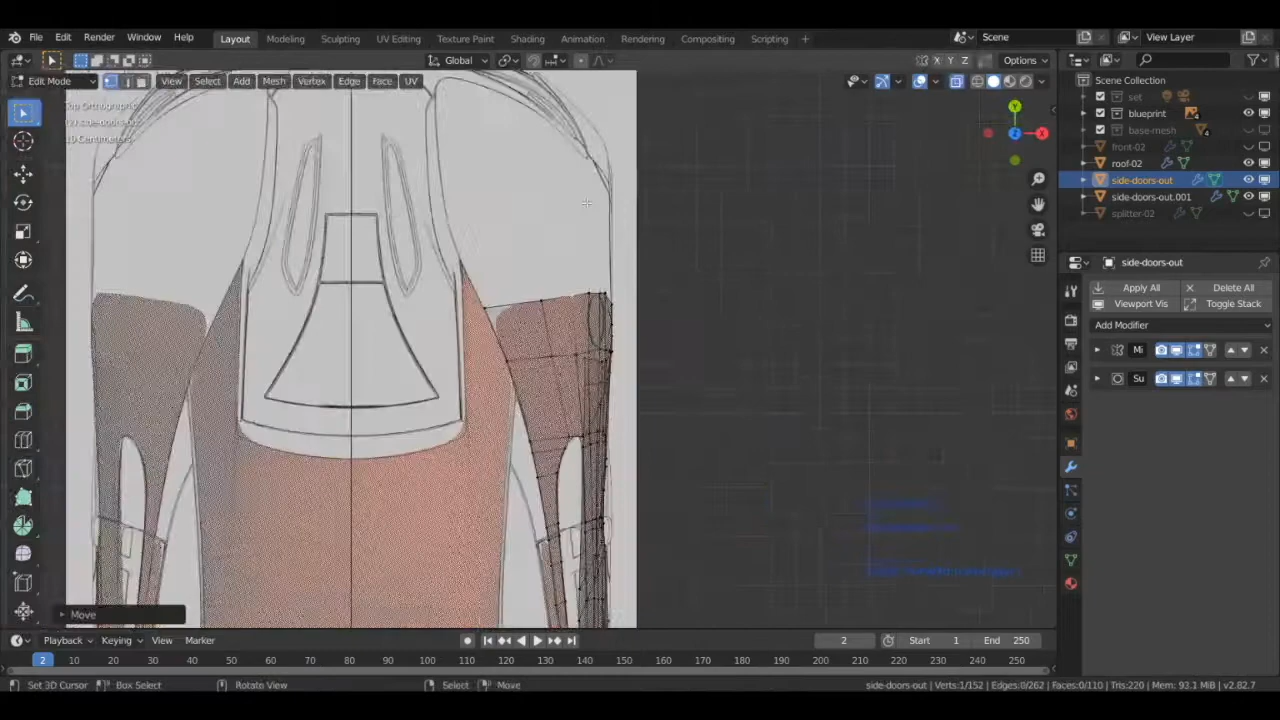 File Edit Render Window Help Layout Modeling Sculpting UV Editing Texture Paint Shading Animation Rendering Compositing Scripting + Scene View Layer
Global X Y Z Options
Edit Mode View Select Add Mesh Vertex Edge Face UV
Scene Collection
set
blueprint 4
base-mesh 4
front-02
roof-02
side-doors-out
side-doors-out.001
splitter-02
Y
Z X
side-doors-out
Apply All Delete All
Viewport Vis Toggle Stack
Add Modifier
Mi
Su
Move
Playback Keying View Marker 2 Start 1 End 250
2 10 20 30 40 50 60 70 80 90 100 110 120 130 140 150 160 170 180 190 200 210 220 230 240 250
Set 3D Cursor Box Select Rotate View Select Move side-doors-out | Verts:1/152 | Edges:0/262 | Faces:0/110 | Tris:220 | Mem: 93.1 MiB | v2.82.7